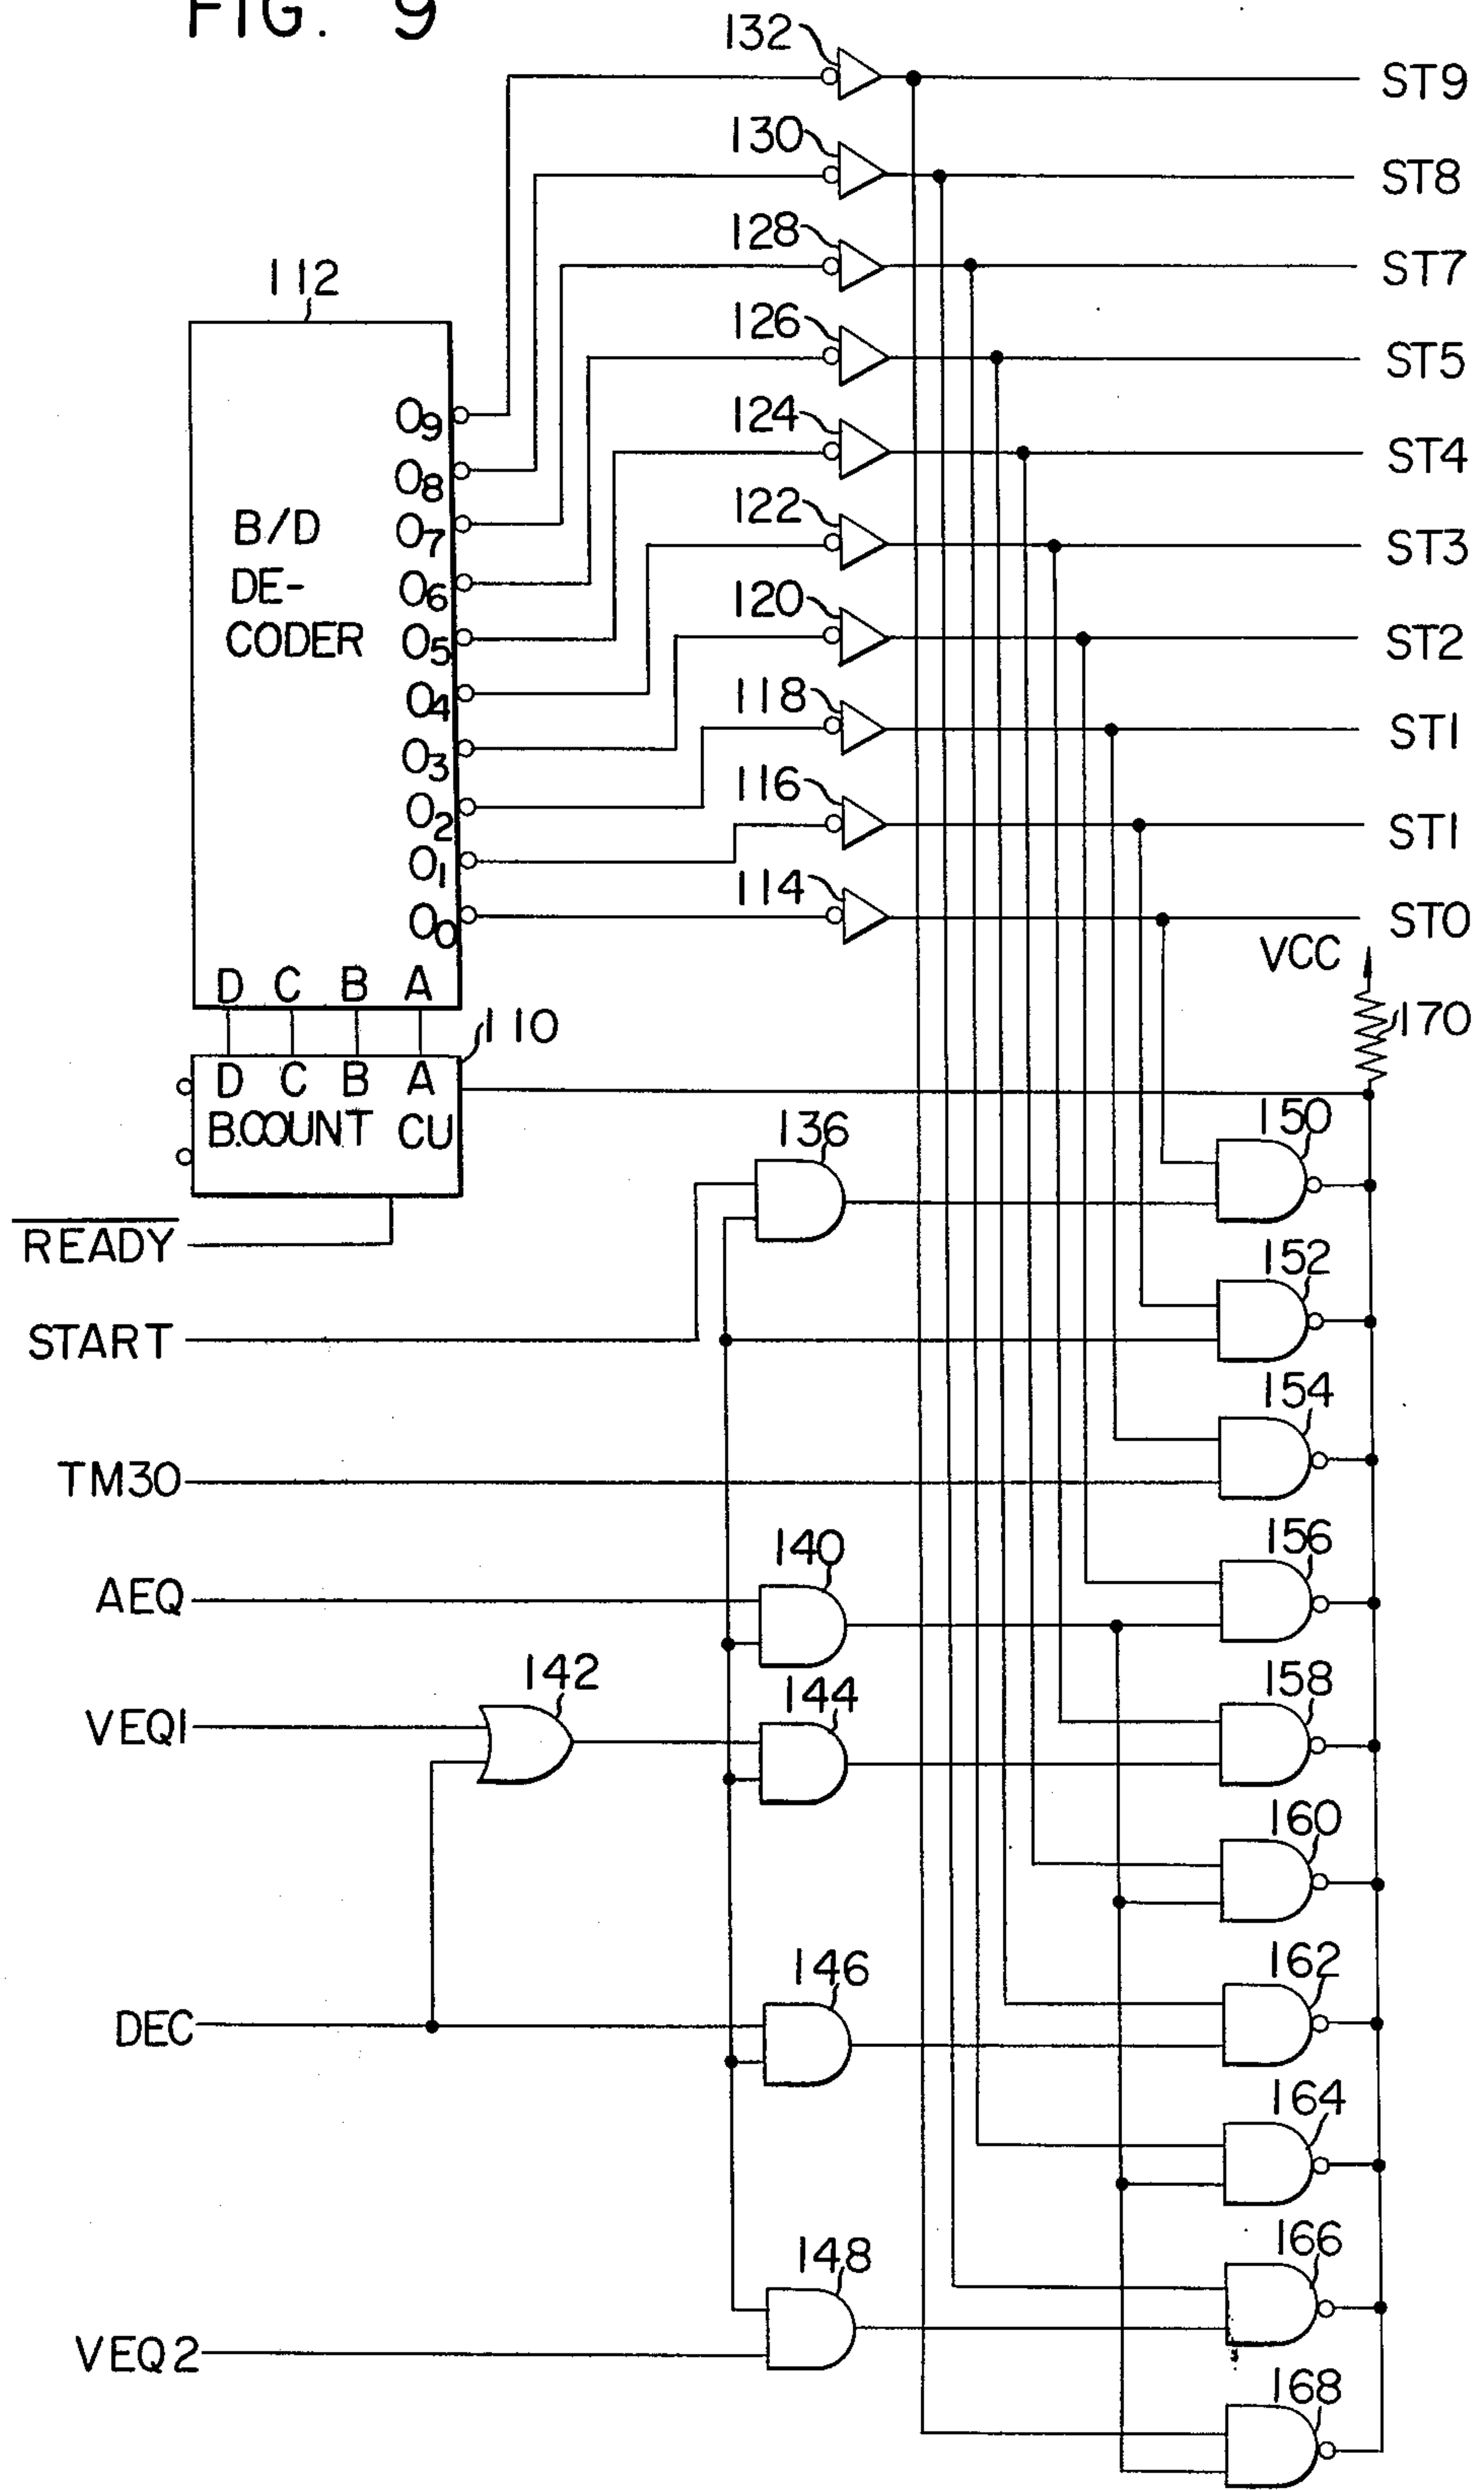 FIG. 9
132
ST9
130
ST8
128
ST7
112
126
ST5
124
ST4
O9
O8
122
ST3
B/D
O7
DE-
O6
120
ST2
CODER
O5
O4
118
ST1
O3
O2
116
ST1
O1
114
ST0
O0
VCC
D C B A
170
110
D C B A
B.COUNT CU
136
150
READY
152
START
154
TM30
140
156
AEQ
142
144
158
VEQ1
160
146
162
DEC
164
148
166
VEQ2
168